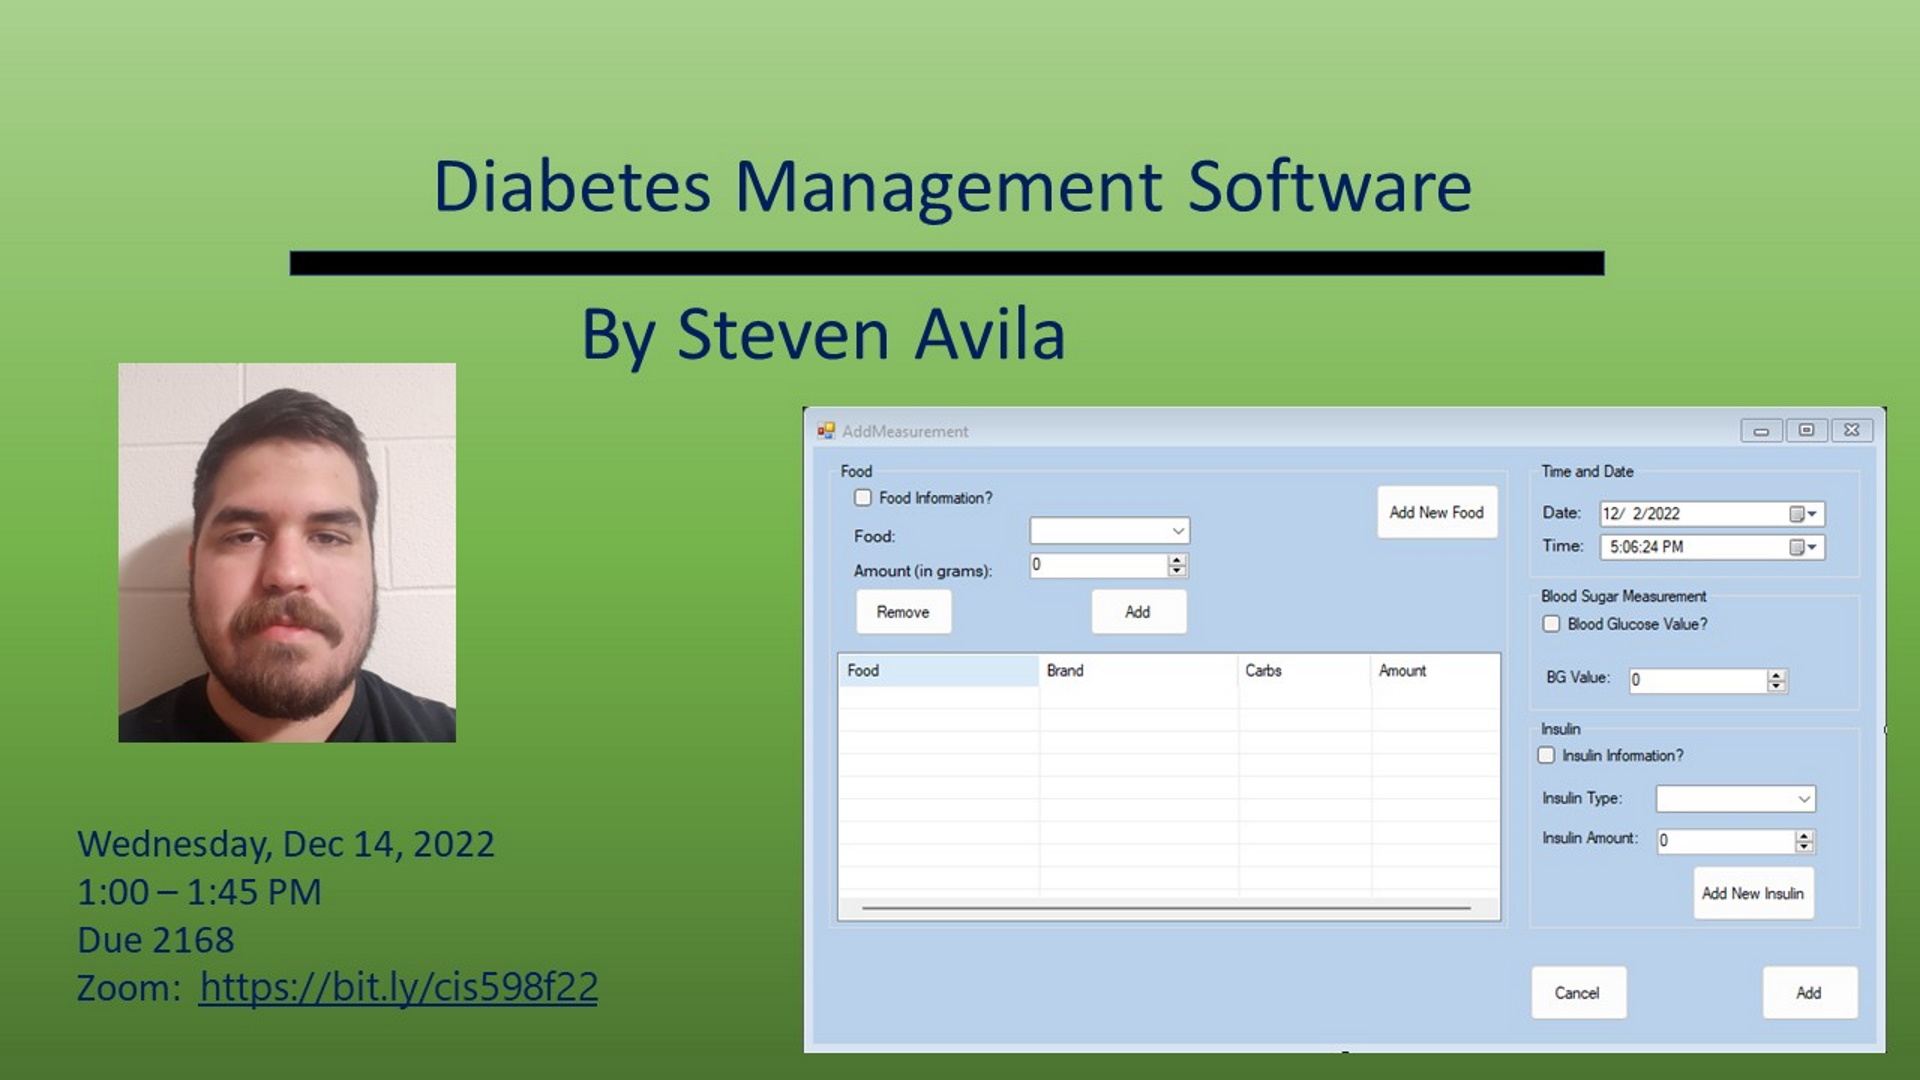 Diabetes Management Software
By Steven Avila
Wednesday, Dec 14, 2022
1:00 – 1:45 PM
Due 2168
Zoom: https://bit.ly/cis598f22
AddMeasurement
Food
Food Information?
Add New Food
Food:
Amount (in grams):
0
Remove
Add
Food Brand Carbs Amount
Time and Date
Date: 12/ 2/2022
Time: 5:06:24 PM
Blood Sugar Measurement
Blood Glucose Value?
BG Value: 0
Insulin
Insulin Information?
Insulin Type:
Insulin Amount: 0
Add New Insulin
Cancel
Add